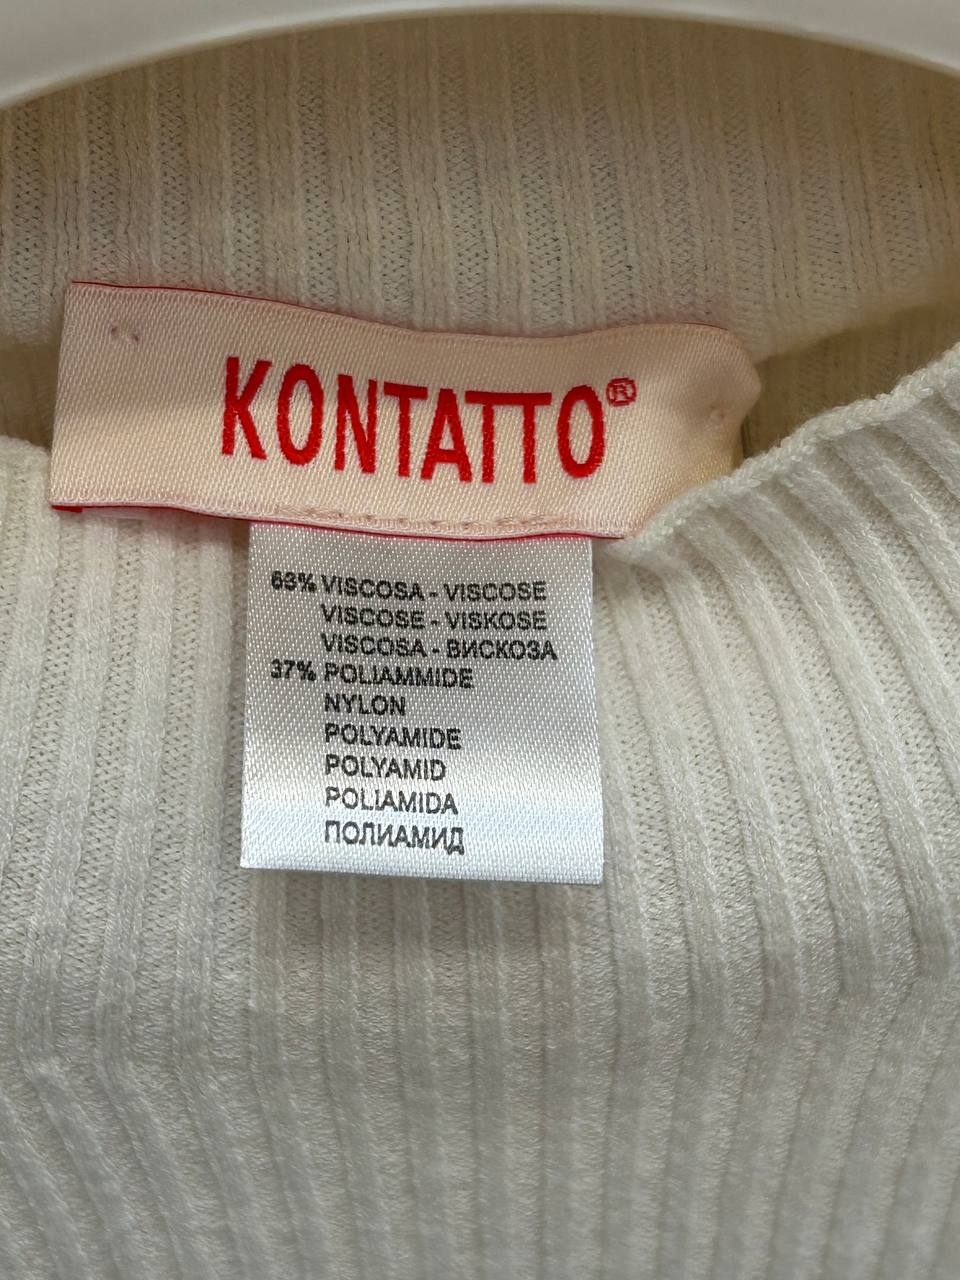 KONTATTO®
63% VISCOSA - VISCOSE
VISCOSE - VISKOSE
VISCOSA - ВИСКОЗА
37% POLIAMMIDE
NYLON
POLYAMIDE
POLYAMID
POLIAMIDA
ПОЛИАМИД